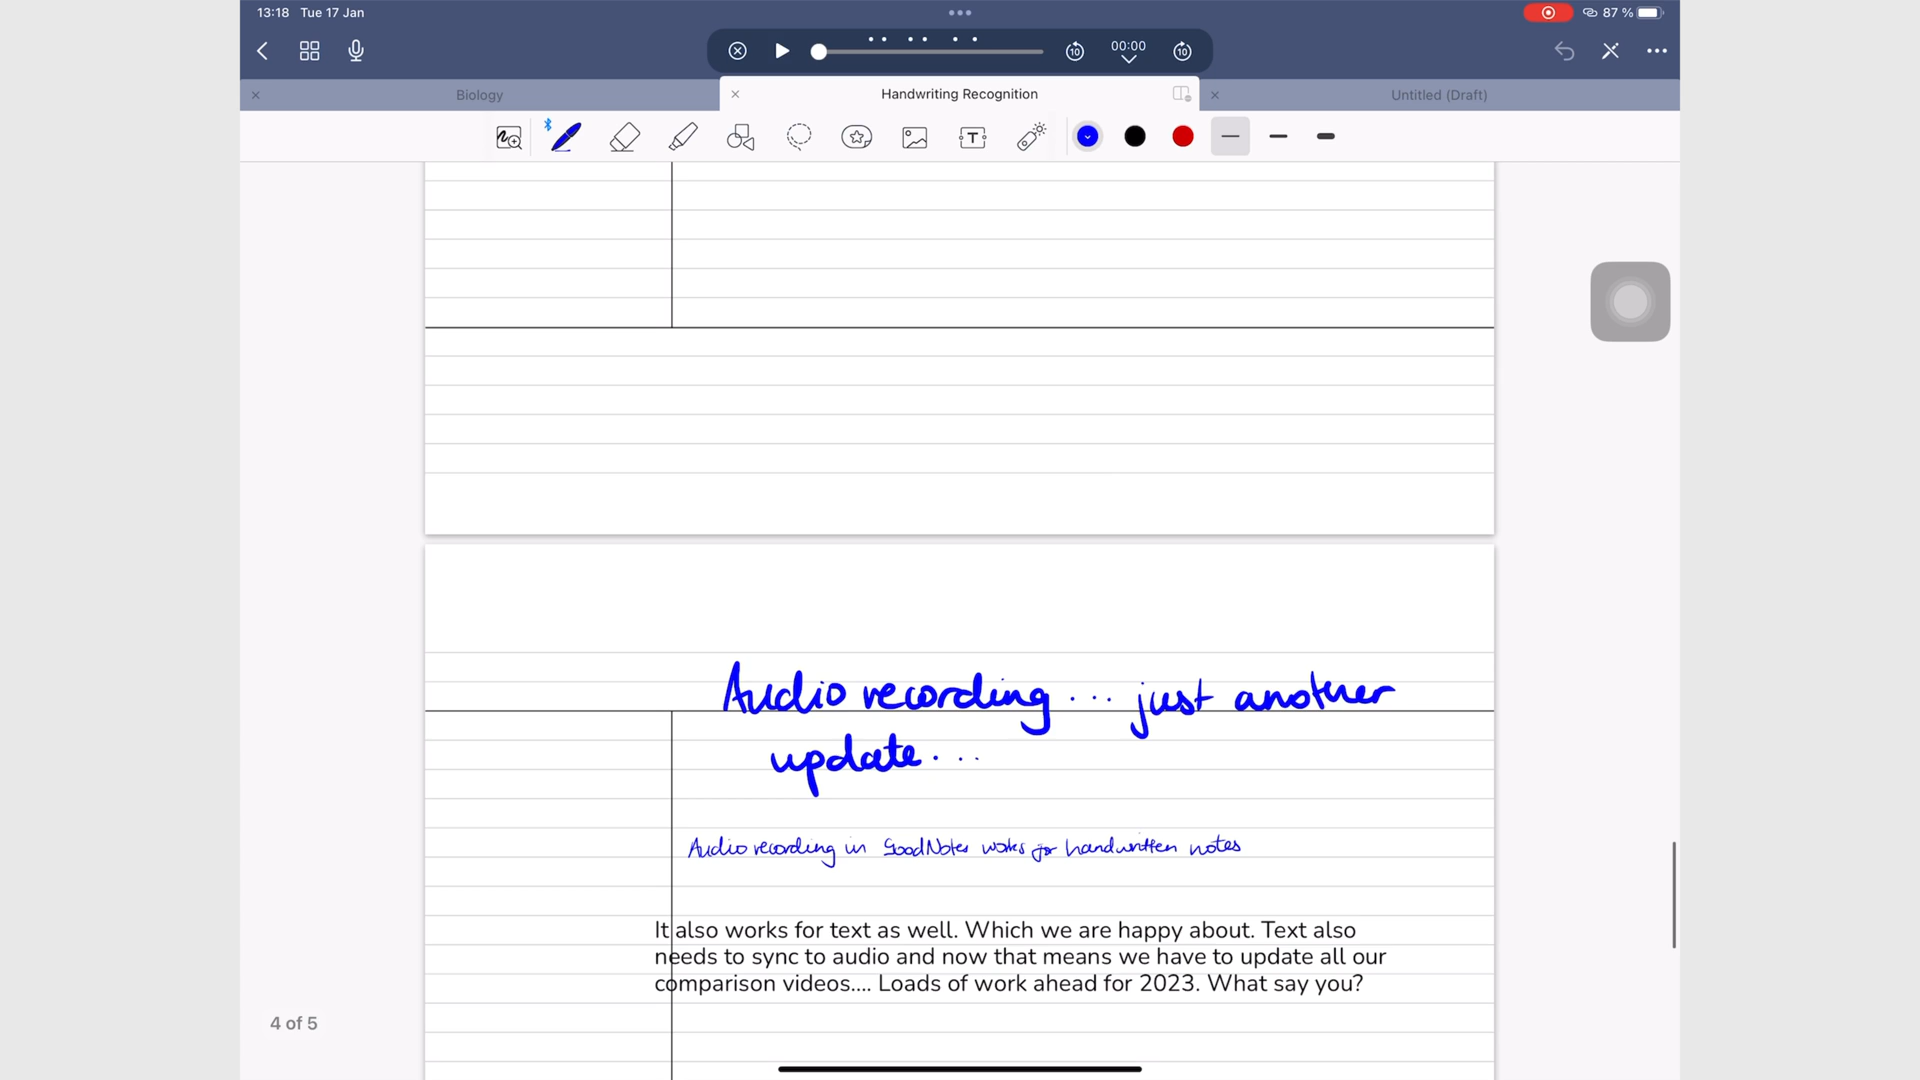 13:18 Tue 17 Jan
87 %
10
00:00
10
Biology
Handwriting Recognition
Untitled (Draft)
T
Audio recording ... just another
update ...
Audio recording in GoodNotes works for handwritten notes
It also works for text as well. Which we are happy about. Text also
needs to sync to audio and now that means we have to update all our
comparison videos.... Loads of work ahead for 2023. What say you?
4 of 5